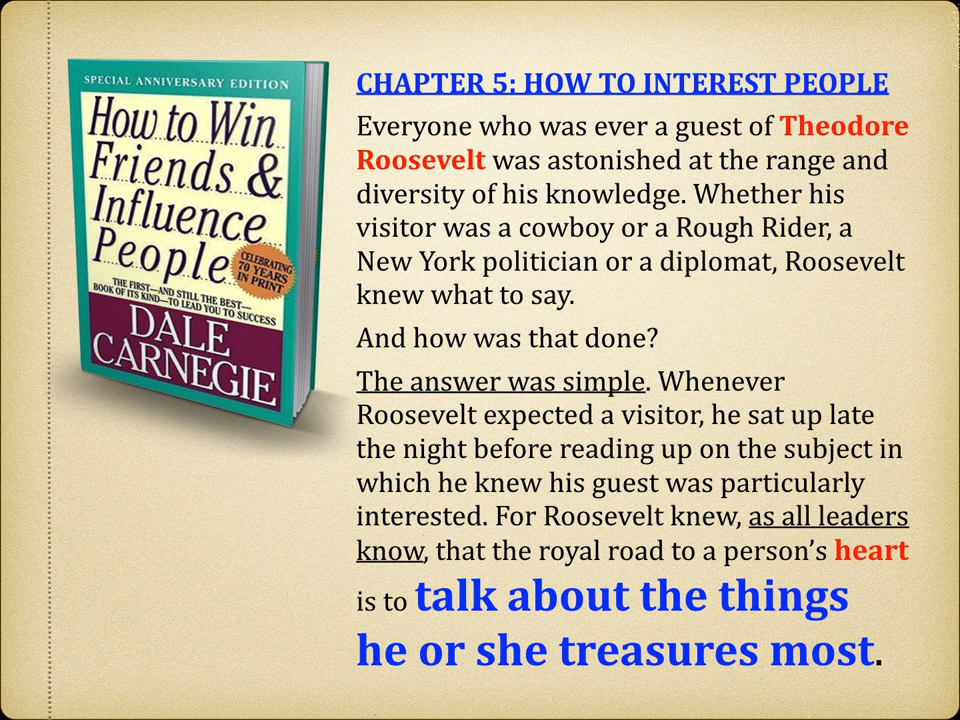 SPECIAL ANNIVERSARY EDITION
How to Win
Friends &
Influence
People
CELEBRATING
70 YEARS
IN PRINT
THE FIRST—AND STILL THE BEST—
BOOK OF ITS KIND—TO LEAD YOU TO SUCCESS
DALE
CARNEGIE
CHAPTER 5: HOW TO INTEREST PEOPLE
Everyone who was ever a guest of Theodore
Roosevelt was astonished at the range and
diversity of his knowledge. Whether his
visitor was a cowboy or a Rough Rider, a
New York politician or a diplomat, Roosevelt
knew what to say.
And how was that done?
The answer was simple. Whenever
Roosevelt expected a visitor, he sat up late
the night before reading up on the subject in
which he knew his guest was particularly
interested. For Roosevelt knew, as all leaders
know, that the royal road to a person’s heart
is to talk about the things
he or she treasures most.